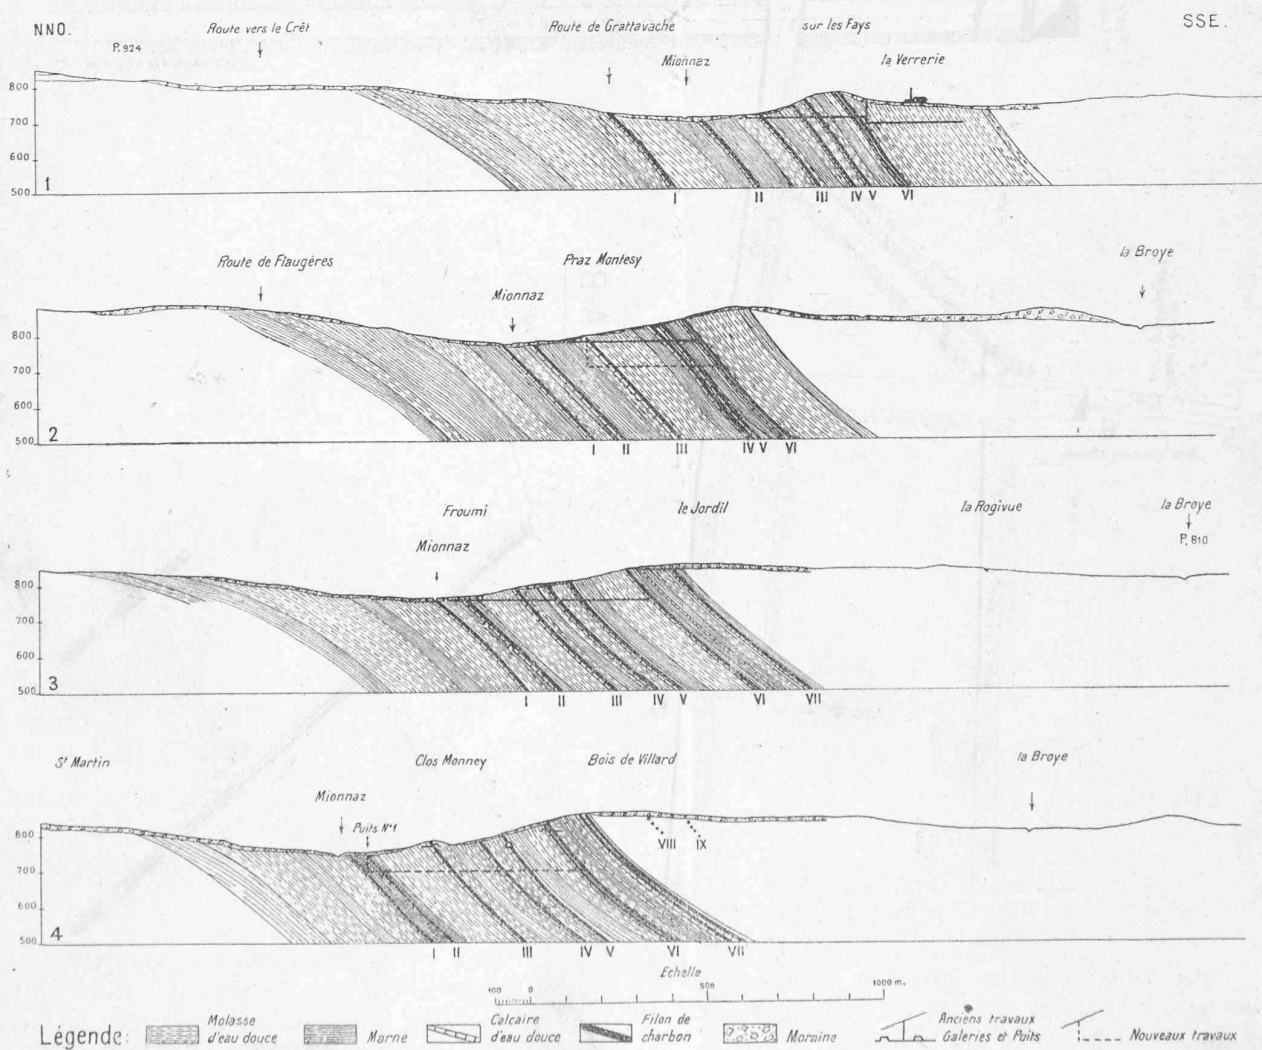 NNO.
Route vers le Crêt
Route de Grattavache
sur les Fays
SSE.
P. 924
Mionnaz
la Verrerie
800
700
600
500
1
I II III IV V VI
Route de Flaugères
Praz Montesy
la Broye
Mionnaz
800
700
600
500
2
I II III IV V VI
Froumi
le Jordil
la Rogivue
la Broye
Mionnaz
P. 810
800
700
600
500
3
I II III IV V VI VII
St Martin
Clos Monney
Bois de Villard
la Broye
Mionnaz
Puits N°1
VIII IX
800
700
600
500
4
I II III IV V VI VII
Echelle
100 0 500 1000 m.
Légende:
Molasse
d'eau douce
Marne
Calcaire
d'eau douce
Filon de
charbon
Moraine
Anciens travaux
Galeries et Puits
Nouveaux travaux